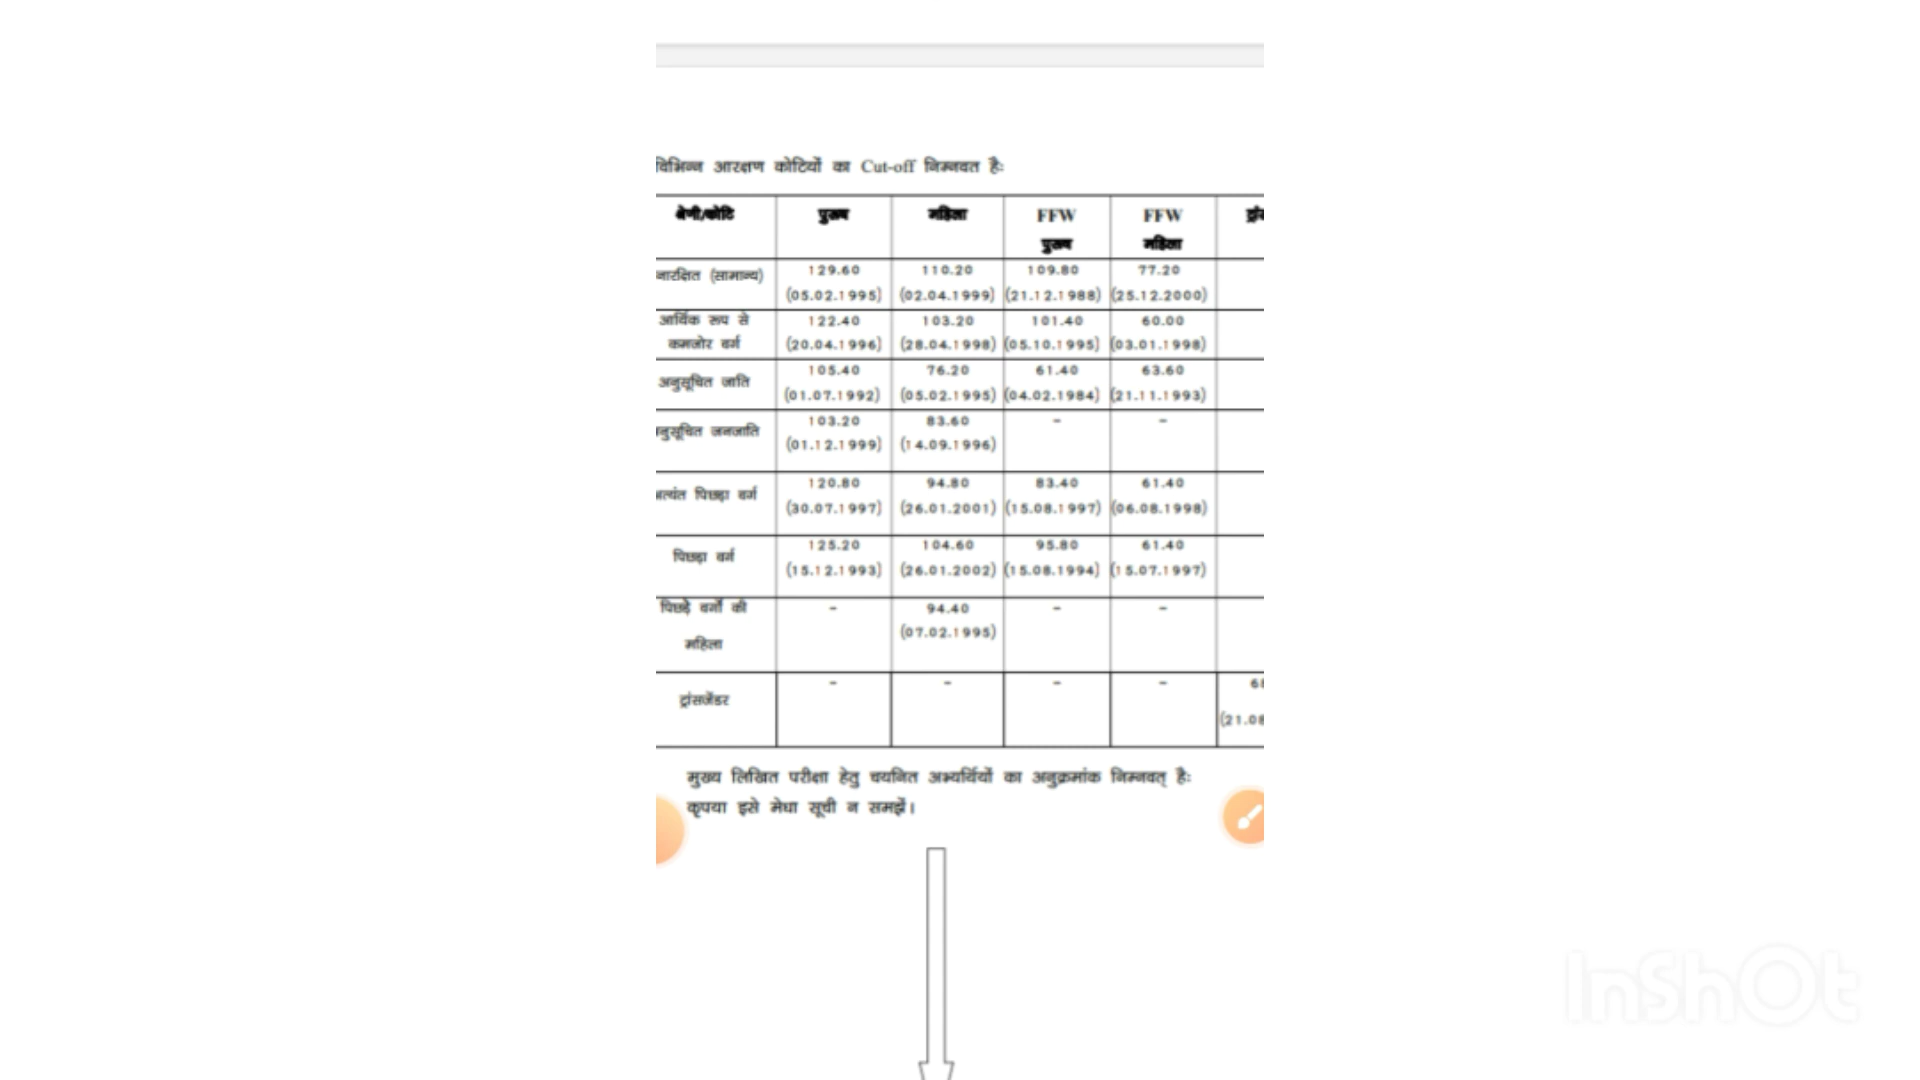 विभिन्न आरक्षण कोटियों का Cut-off निम्नवत है:
श्रेणी/कोटि पुरुष महिला FFW पुरुष FFW महिला
(सामान्य) 129.60 110.20 109.80 77.20
(05.02.1995) (02.04.1999) (21.12.1988) (25.12.2000)
आर्थिक रूप से 122.40 103.20 101.40 60.00
कमजोर वर्ग (20.04.1996) (28.04.1998) (05.10.1995) (03.01.1998)
अनुसूचित जाति 105.40 76.20 61.40 63.60
(01.07.1992) (05.02.1995) (04.02.1984) (21.11.1993)
नुसूचित जनजाति 103.20 83.60 - -
(01.12.1999) (14.09.1996)
त्यंत पिछड़ा वर्ग 120.80 94.80 83.40 61.40
(30.07.1997) (26.01.2001) (15.08.1997) (06.08.1998)
पिछड़ा वर्ग 125.20 104.60 95.80 61.40
(15.12.1993) (26.01.2002) (15.08.1994) (15.07.1997)
पिछड़े वर्गों की - 94.40 - -
महिला (07.02.1995)
ट्रांसजेंडर - - - -
(21.08
मुख्य लिखित परीक्षा हेतु चयनित अभ्यर्थियों का अनुक्रमांक निम्नवत् है:
कृपया इसे मेधा सूची न समझें।
InShOt